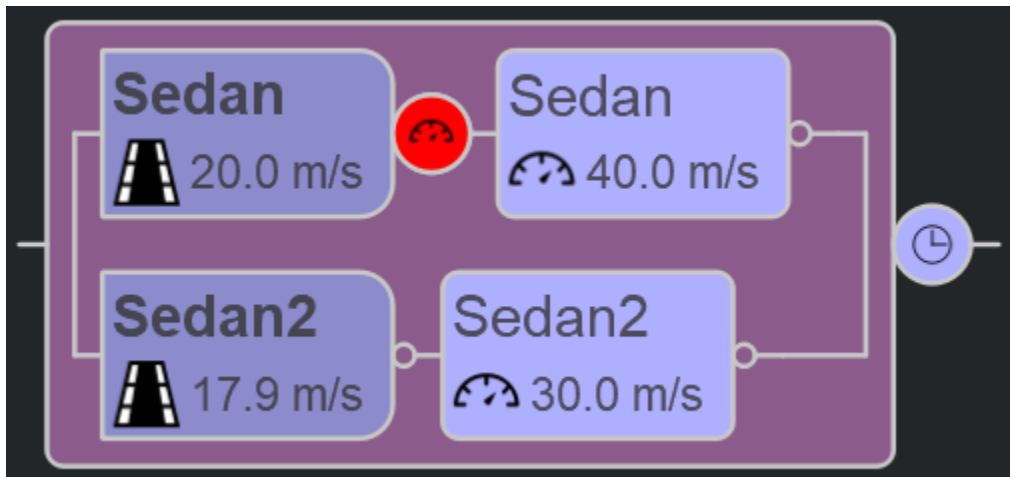 Sedan
20.0 m/s
Sedan
40.0 m/s
Sedan2
17.9 m/s
Sedan2
30.0 m/s